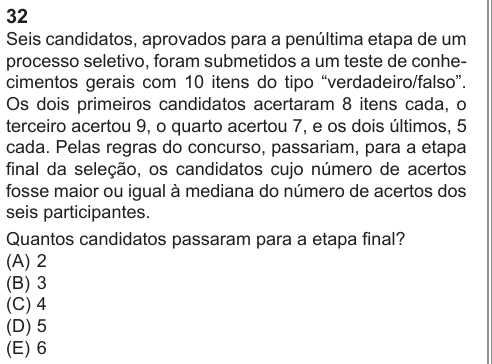 32
Seis candidatos, aprovados para a penúltima etapa de um
processo seletivo, foram submetidos a um teste de conhe-
cimentos gerais com 10 itens do tipo “verdadeiro/falso”.
Os dois primeiros candidatos acertaram 8 itens cada, o
terceiro acertou 9, o quarto acertou 7, e os dois últimos, 5
cada. Pelas regras do concurso, passariam, para a etapa
final da seleção, os candidatos cujo número de acertos
fosse maior ou igual à mediana do número de acertos dos
seis participantes.
Quantos candidatos passaram para a etapa final?
(A) 2
(B) 3
(C) 4
(D) 5
(E) 6